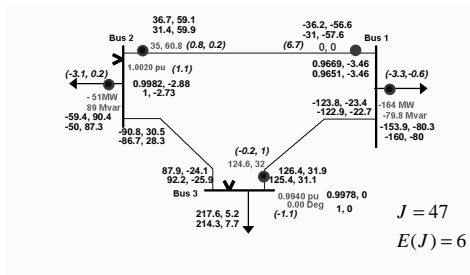 36.7, 59.1
31.4, 59.9
-36.2, -56.6
-31, -57.6
Bus 2
Bus 1
35, 60.8 (0.8, 0.2)
(6.7) 0, 0
1.0020 pu (1.1)
0.9669, -3.46
0.9651, -3.46
(-3.1, 0.2)
0.9982, -2.88
1, -2.73
(-3.3,-0.6)
- 51MW
89 Mvar
-59.4, 90.4
-50, 87.3
-123.8, -23.4
-122.9, -22.7
-164 MW
-79.8 Mvar
-153.9, -80.3
-160, -80
-90.8, 30.5
-86.7, 28.3
(-0.2, 1)
124.6, 32
87.9, -24.1
92.2, -25.9
126.4, 31.9
125.4, 31.1
Bus 3
0.9940 pu
0.00 Deg
0.9978, 0
1, 0
(-1.1)
217.6, 5.2
214.3, 7.7
J = 47
E(J) = 6